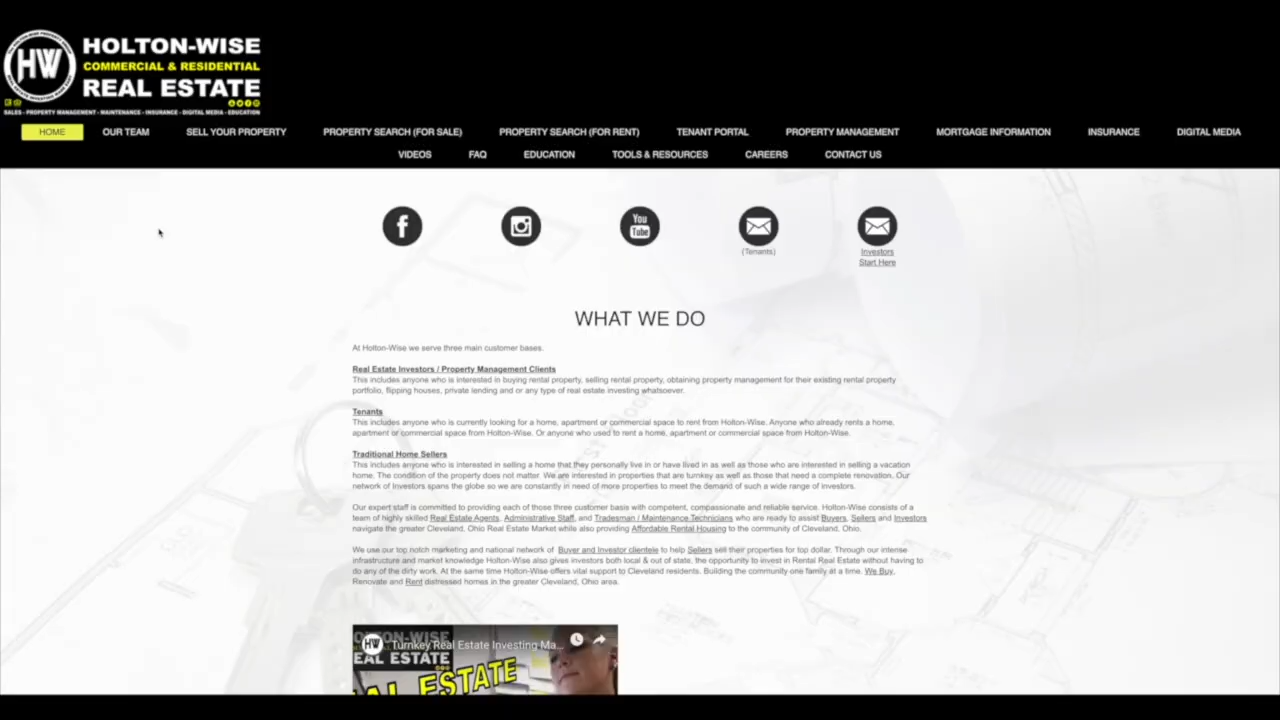 HOLTON-WISE
COMMERCIAL & RESIDENTIAL
REAL ESTATE
SALES - PROPERTY MANAGEMENT - MAINTENANCE - INSURANCE - DIGITAL MEDIA - EDUCATION
HOME OUR TEAM SELL YOUR PROPERTY PROPERTY SEARCH (FOR SALE) PROPERTY SEARCH (FOR RENT) TENANT PORTAL PROPERTY MANAGEMENT MORTGAGE INFORMATION INSURANCE DIGITAL MEDIA
VIDEOS FAQ EDUCATION TOOLS & RESOURCES CAREERS CONTACT US
You
Tube
(Tenants)
Investors
Start Here
WHAT WE DO
At Holton-Wise we serve three main customer bases.
Real Estate Investors / Property Management Clients
This includes anyone who is interested in buying rental property, selling rental property, obtaining property management for their existing rental property
portfolio, flipping houses, private lending and or any type of real estate investing whatsoever.
Tenants
This includes anyone who is currently looking for a home, apartment or commercial space to rent from Holton-Wise. Anyone who already rents a home,
apartment or commercial space from Holton-Wise. Or anyone who used to rent a home, apartment or commercial space from Holton-Wise.
Traditional Home Sellers
This includes anyone who is interested in selling a home that they personally live in or have lived in as well as those who are interested in selling a vacation
home. The condition of the property does not matter. We are interested in properties that are turnkey as well as those that need a complete renovation. Our
network of Investors spans the globe so we are constantly in need of more properties to meet the demand of such a wide range of investors.
Our expert staff is committed to providing each of those three customer basis with competent, compassionate and reliable service. Holton-Wise consists of a
team of highly skilled Real Estate Agents, Administrative Staff, and Tradesman / Maintenance Technicians who are ready to assist Buyers, Sellers and Investors
navigate the greater Cleveland, Ohio Real Estate Market while also providing Affordable Rental Housing to the community of Cleveland, Ohio.
We use our top notch marketing and national network of Buyer and Investor clientele to help Sellers sell their properties for top dollar. Through our intense
infrastructure and market knowledge Holton-Wise also gives investors both local & out of state, the opportunity to invest in Rental Real Estate without having to
do any of the dirty work. At the same time Holton-Wise offers vital support to Cleveland residents. Building the community one family at a time. We Buy,
Renovate and Rent distressed homes in the greater Cleveland, Ohio area.
HW Turnkey Real Estate Investing Ma...